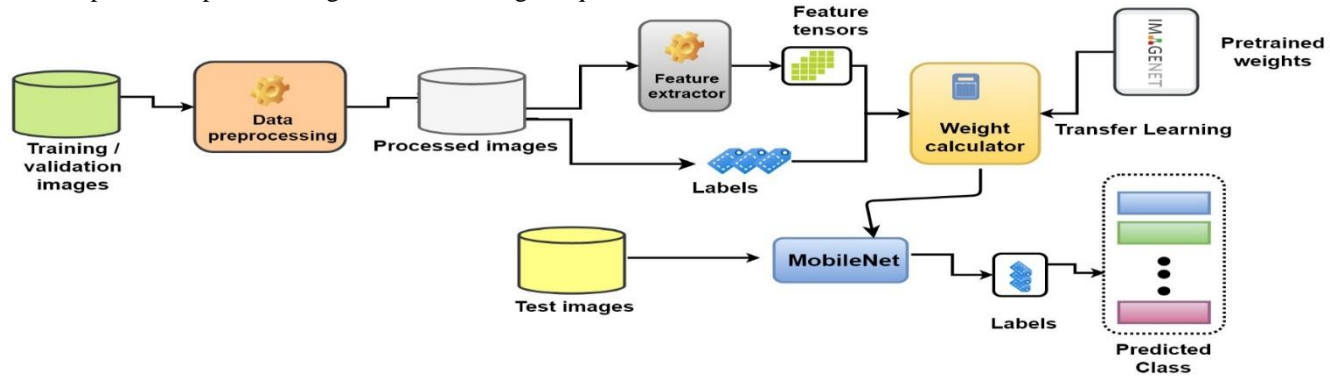 Feature
tensors
IMAGENET
Pretrained
weights
Feature
extractor
Data
preprocessing
Weight
calculator
Training /
validation
images
Processed images
Transfer Learning
Labels
MobileNet
Test images
Labels
Predicted
Class